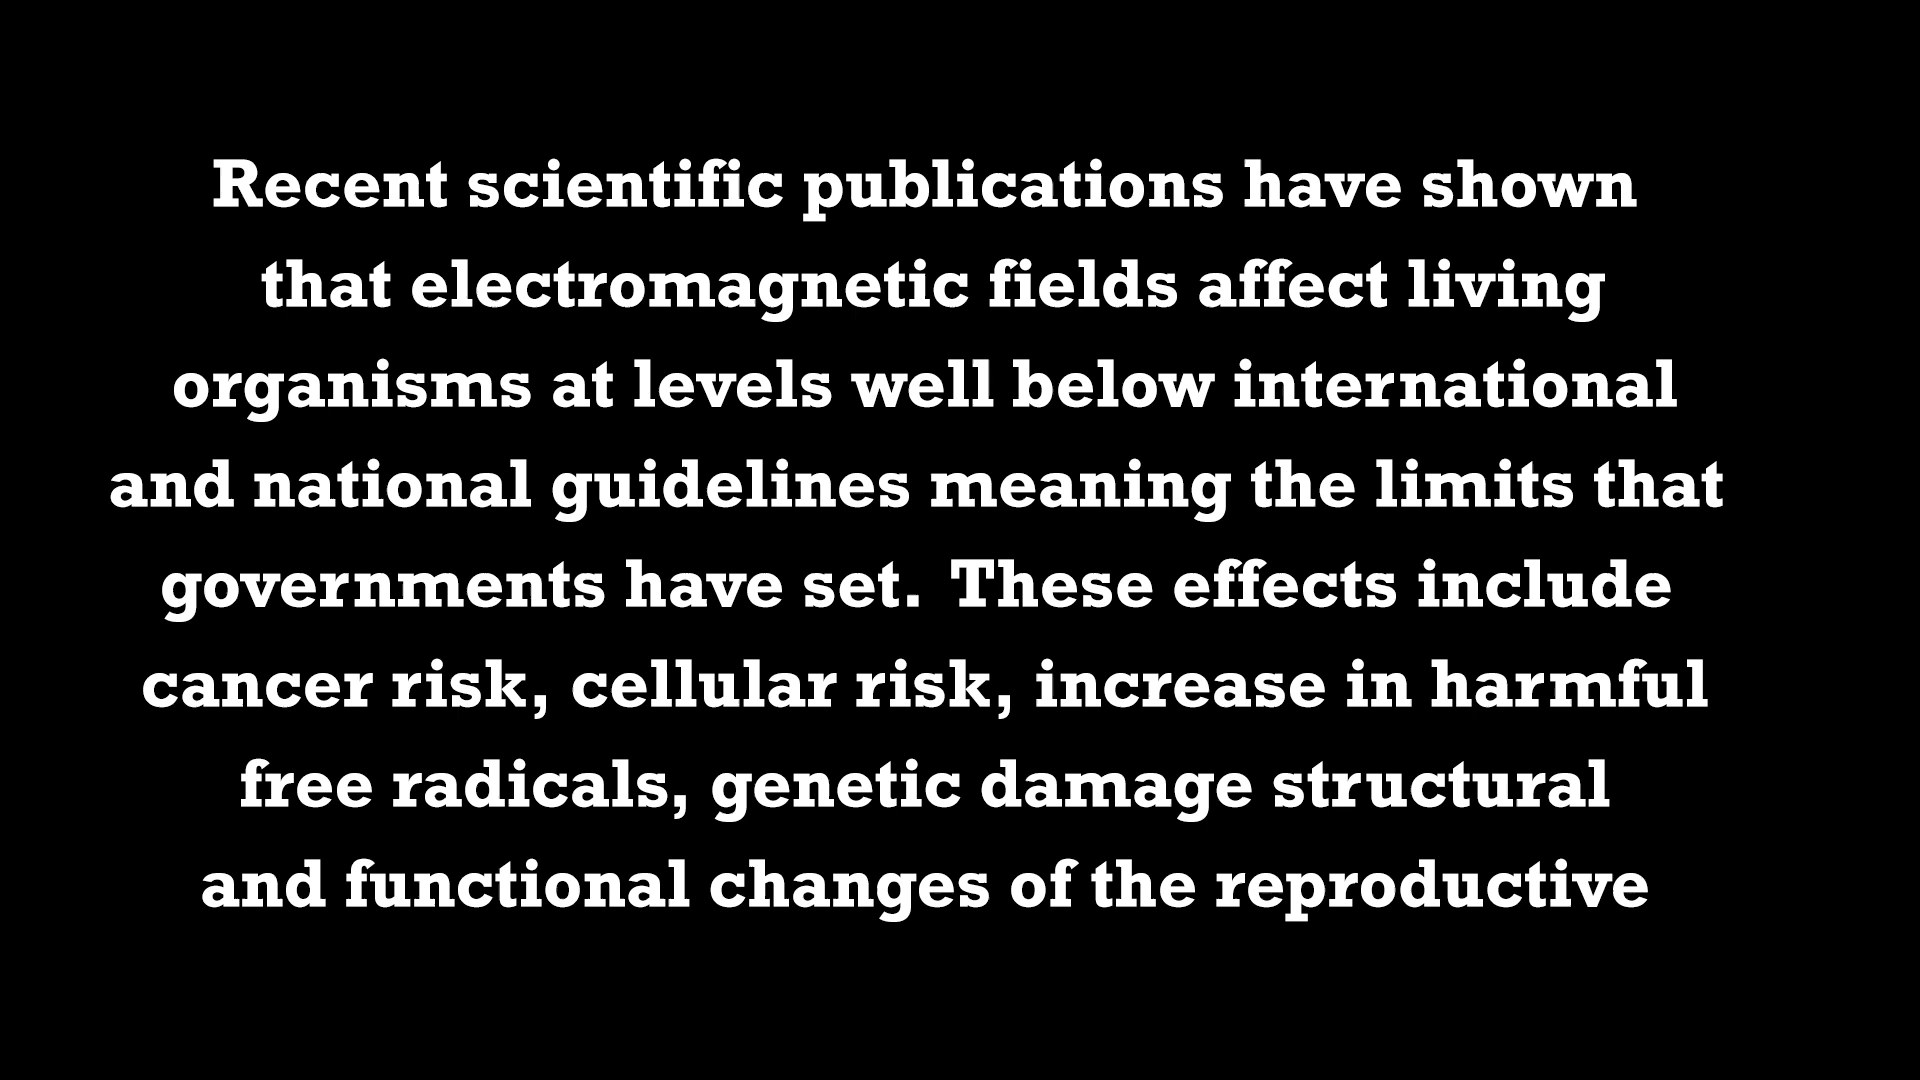 Recent scientific publications have shown
that electromagnetic fields affect living
organisms at levels well below international
and national guidelines meaning the limits that
governments have set. These effects include
cancer risk, cellular risk, increase in harmful
free radicals, genetic damage structural
and functional changes of the reproductive